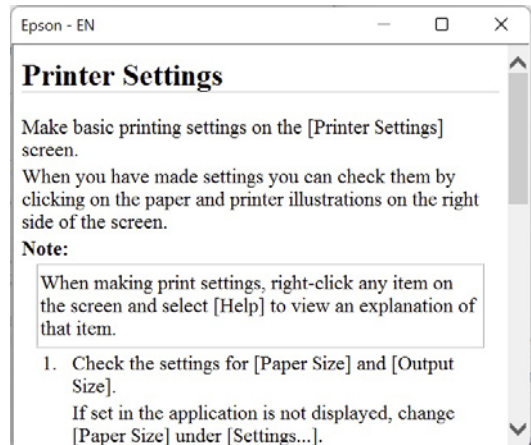 Epson - EN
Printer Settings
Make basic printing settings on the [Printer Settings]
screen.
When you have made settings you can check them by
clicking on the paper and printer illustrations on the right
side of the screen.
Note:
When making print settings, right-click any item on
the screen and select [Help] to view an explanation of
that item.
1. Check the settings for [Paper Size] and [Output
Size].
If set in the application is not displayed, change
[Paper Size] under [Settings...].